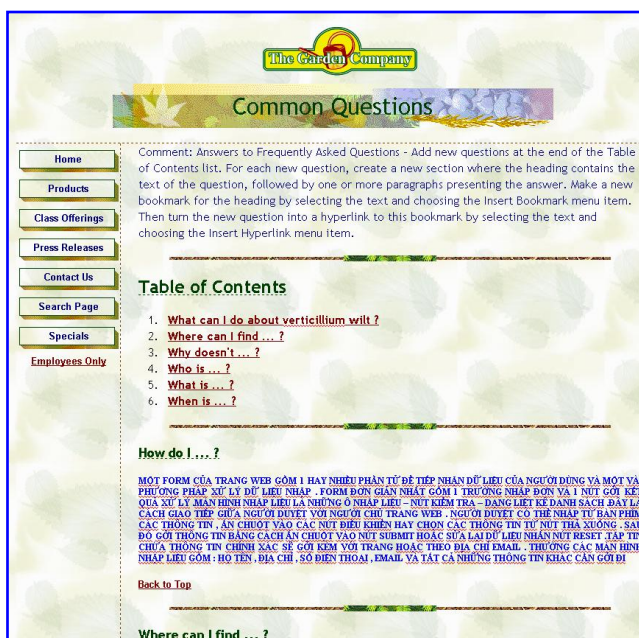 The Garden Company
Common Questions
Home
Products
Class Offerings
Press Releases
Contact Us
Search Page
Specials
Employees Only
Comment: Answers to Frequently Asked Questions - Add new questions at the end of the Table
of Contents list. For each new question, create a new section where the heading contains the
text of the question, followed by one or more paragraphs presenting the answer. Make a new
bookmark for the heading by selecting the text and choosing the Insert Bookmark menu item.
Then turn the new question into a hyperlink to this bookmark by selecting the text and
choosing the Insert Hyperlink menu item.
Table of Contents
1. What can I do about verticillium wilt ?
2. Where can I find ... ?
3. Why doesn't ... ?
4. Who is ... ?
5. What is ... ?
6. When is ... ?
How do I ... ?
MỘT FORM CỦA TRANG WEB GỒM 1 HAY NHIỀU PHẦN TỬ ĐỂ TIẾP NHẬN DỮ LIỆU CỦA NGƯỜI DÙNG VÀ MỘT VÀ
PHƯƠNG PHÁP XỬ LÝ DỮ LIỆU NHẬP . FORM ĐƠN GIẢN NHẤT GỒM 1 TRƯỜNG NHẬP ĐƠN VÀ 1 NÚT GỞI KẾT
QUẢ XỬ LÝ .MÀN HÌNH NHẬP LIỆU LÀ NHỮNG Ô NHẬP LIỆU – NÚT KIỂM TRA – DẠNG LIỆT KÊ DANH SÁCH .ĐÂY LÀ
CÁCH GIAO TIẾP GIỮA NGƯỜI DUYỆT VỚI NGƯỜI CHỦ TRANG WEB . NGƯỜI DUYỆT CÓ THỂ NHẬP TỪ BÀN PHÍM
CÁC THÔNG TIN . ẤN CHUỘT VÀO CÁC NÚT ĐIỀU KHIỂN HAY CHỌN CÁC THÔNG TIN TỪ NÚT THẢ XUỐNG . SAU
ĐÓ GỞI THÔNG TIN BẰNG CÁCH ẤN CHUỘT VÀO NÚT SUBMIT HOẶC SỬA LẠI DỮ LIỆU NHẤN NÚT RESET .TẬP TIN
CHỨA THÔNG TIN CHÍNH XÁC SẼ GỞI KÈM VỚI TRANG HOẶC THEO ĐỊA CHỈ EMAIL . THƯỜNG CÁC MÀN HÌNH
NHẬP LIỆU GỒM : HỌ TÊN , ĐỊA CHỈ , SỐ ĐIỆN THOẠI , EMAIL VÀ TẤT CẢ NHỮNG THÔNG TIN KHÁC CẦN GỞI ĐI
Back to Top
Where can I find ... ?